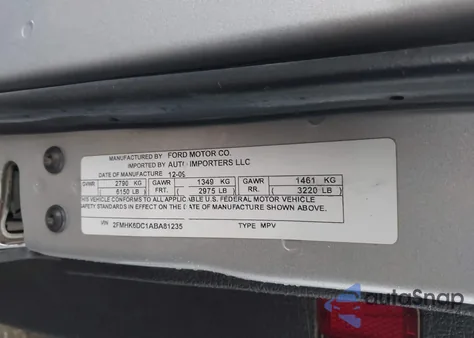 MANUFACTURED BY FORD MOTOR CO.
IMPORTED BY AUTO IMPORTERS LLC
DATE OF MANUFACTURE 12-09
GVWR 2790 KG GAWR 1349 KG GAWR 1461 KG
6150 LB FRT. 2975 LB RR. 3220 LB
THIS VEHICLE CONFORMS TO ALL APPLICABLE U.S. FEDERAL MOTOR VEHICLE
SAFETY STANDARDS IN EFFECT ON THE DATE OF MANUFACTURE SHOWN ABOVE.
VIN: 2FMHK6DC1ABA81235 TYPE MPV
autoSnap